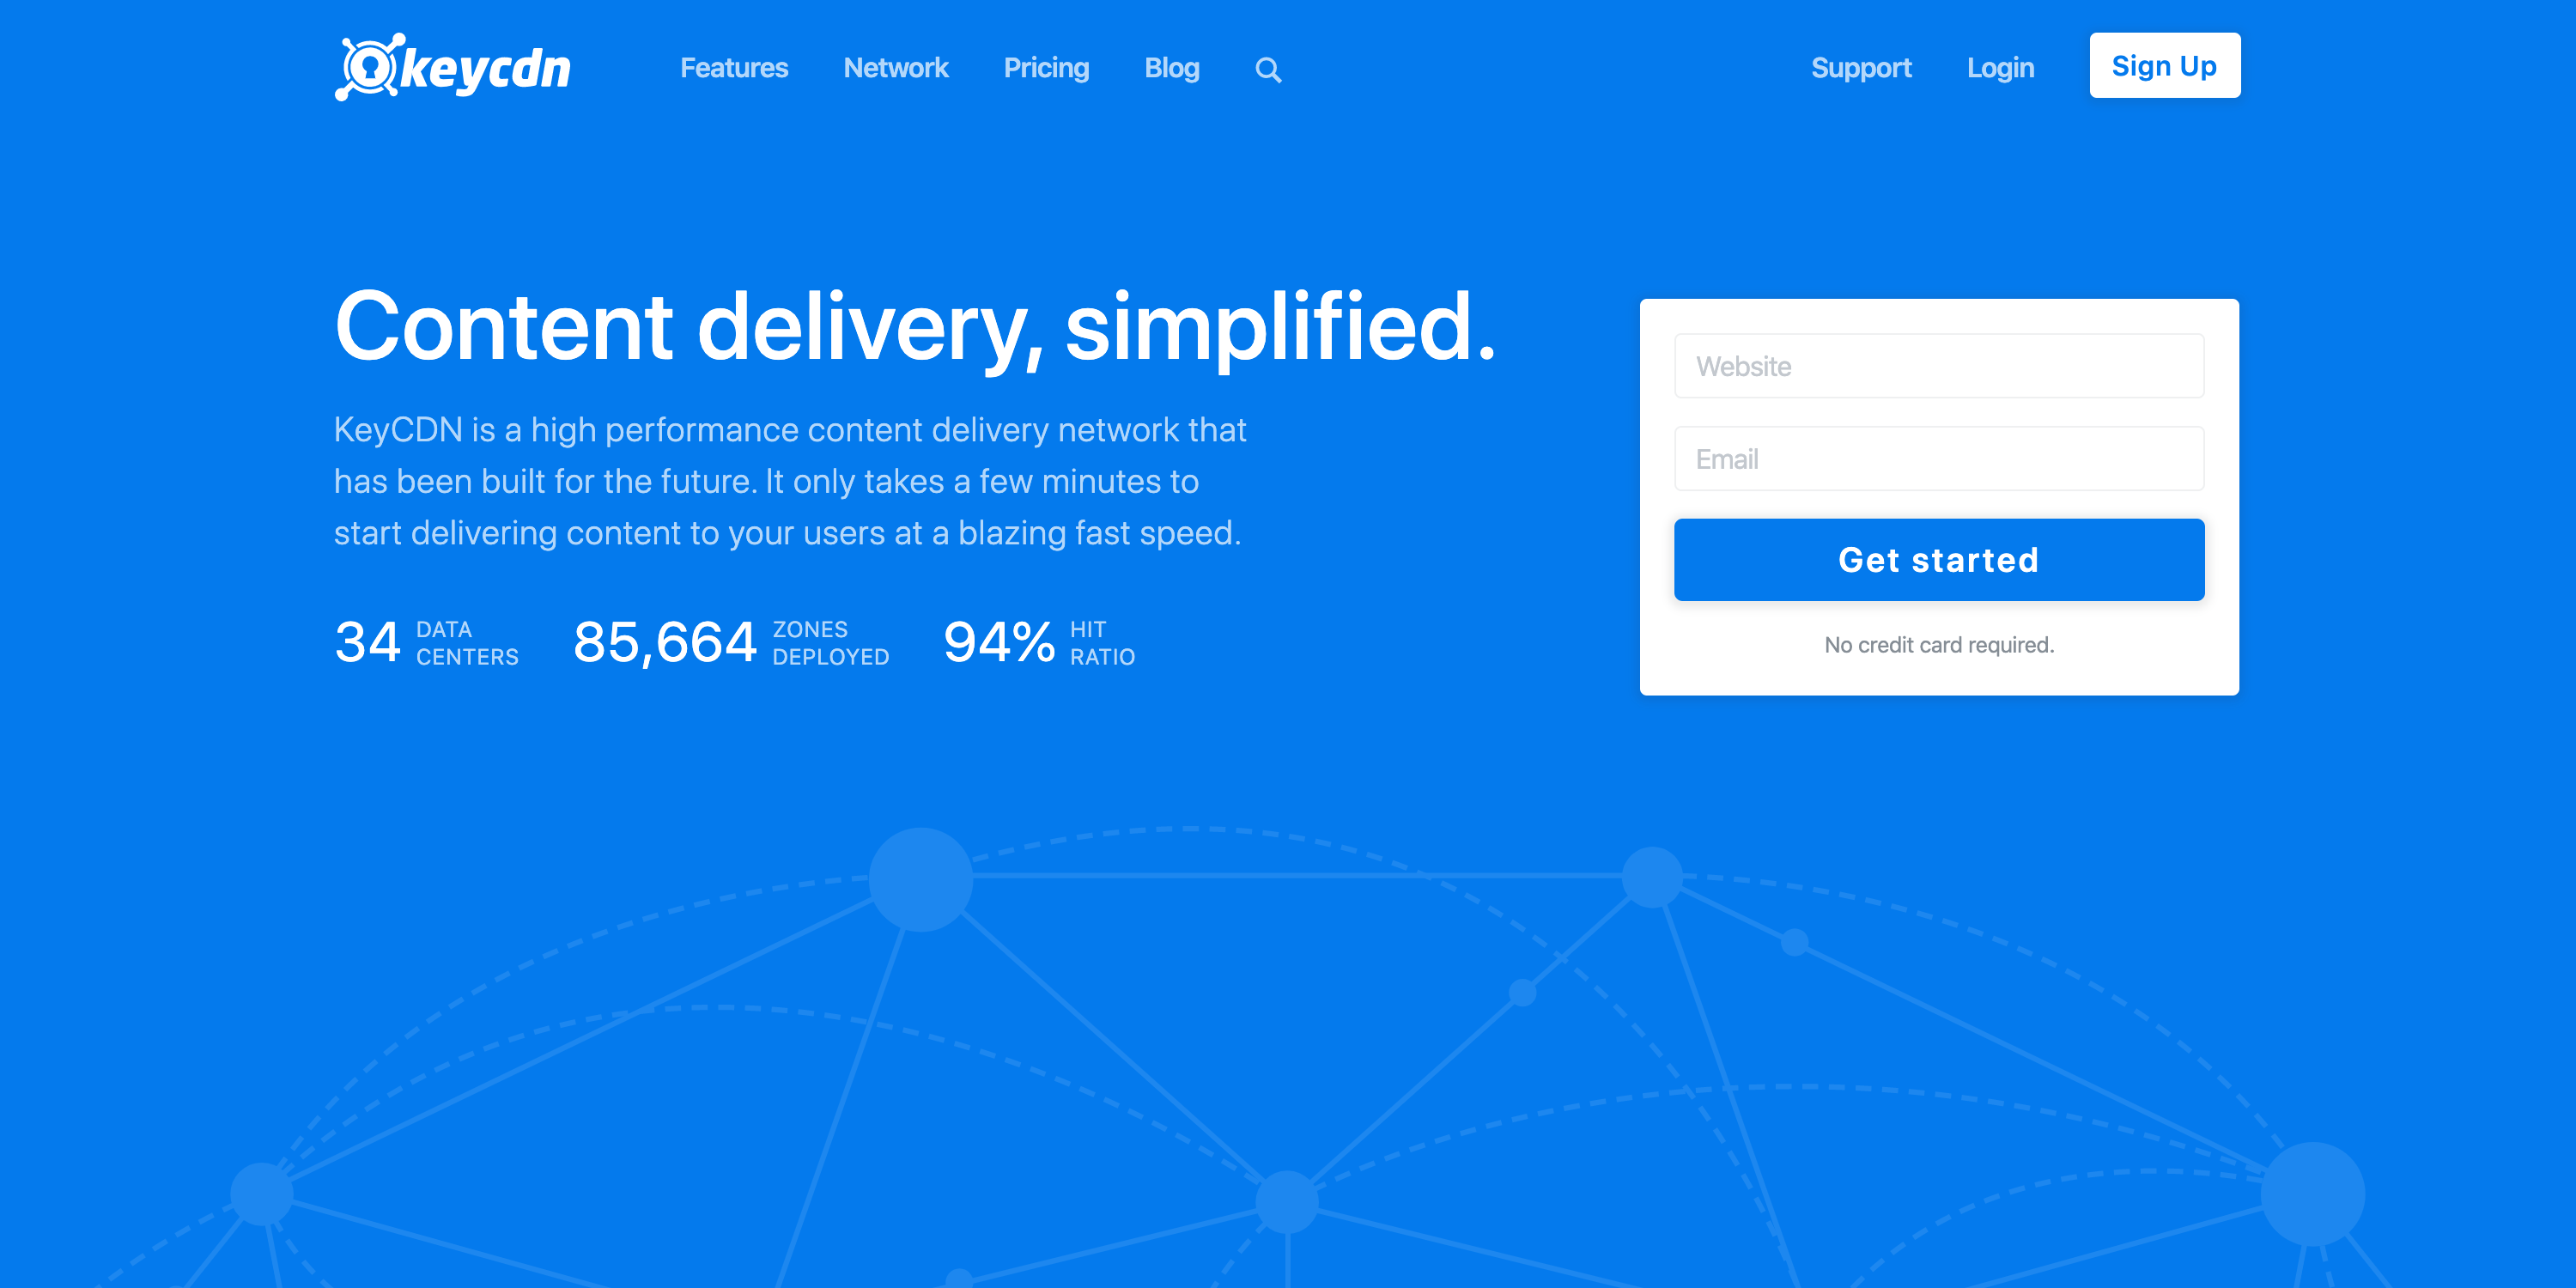 keycdn
Features
Network
Pricing
Blog
Support
Login
Sign Up
Content delivery, simplified.
KeyCDN is a high performance content delivery network that
has been built for the future. It only takes a few minutes to
start delivering content to your users at a blazing fast speed.
34
DATA
CENTERS
85,664
ZONES
DEPLOYED
94%
HIT
RATIO
Website
Email
Get started
No credit card required.